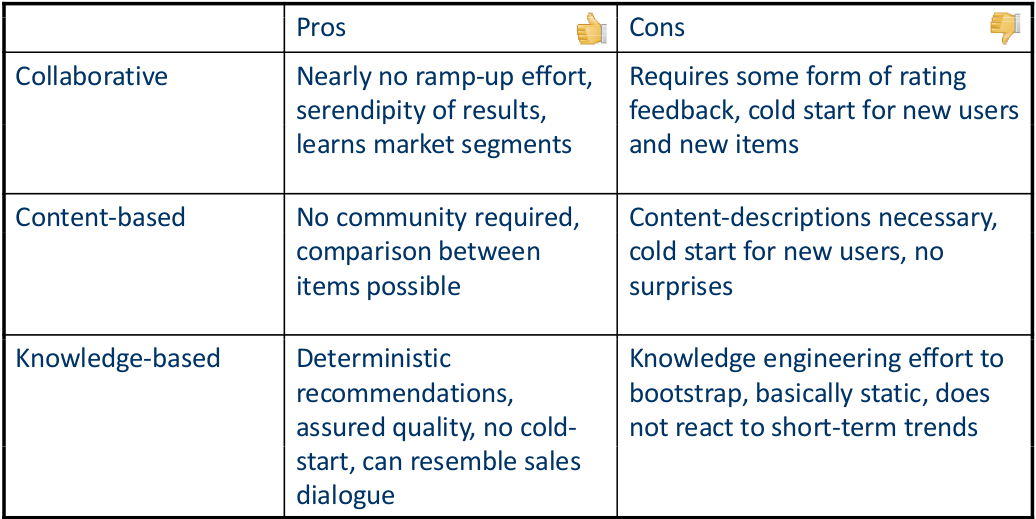 Pros
Cons
Collaborative
Nearly no ramp-up effort,
serendipity of results,
learns market segments
Requires some form of rating
feedback, cold start for new users
and new items
Content-based
No community required,
comparison between
items possible
Content-descriptions necessary,
cold start for new users, no
surprises
Knowledge-based
Deterministic
recommendations,
assured quality, no cold-
start, can resemble sales
dialogue
Knowledge engineering effort to
bootstrap, basically static, does
not react to short-term trends